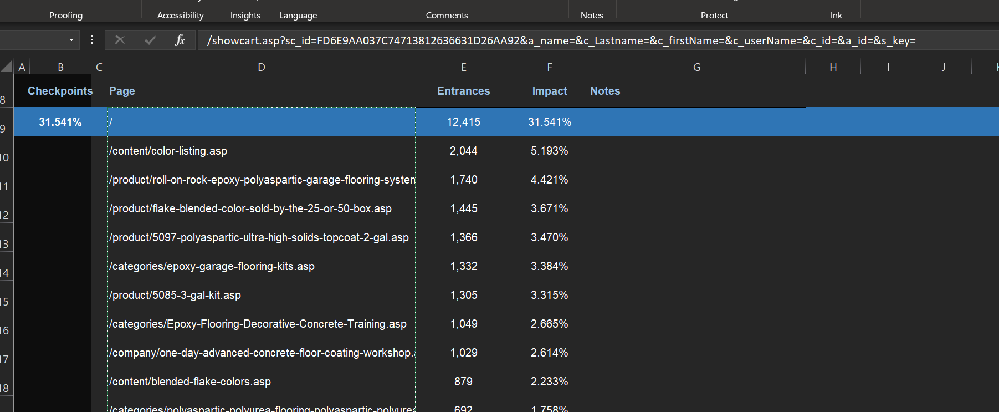 Proofing Accessibility Insights Language Comments Notes Protect Ink
fx /showcart.asp?sc_id=FD6E9AA037C74713812636631D26AA92&a_name=&c_Lastname=&c_firstName=&c_userName=&c_id=&a_id=&s_key=
A B C D E F G H I J
8 Checkpoints Page Entrances Impact Notes
9 31.541% / 12,415 31.541%
10 /content/color-listing.asp 2,044 5.193%
11 /product/roll-on-rock-epoxy-polyaspartic-garage-flooring-system 1,740 4.421%
12 /product/flake-blended-color-sold-by-the-25-or-50-box.asp 1,445 3.671%
13 /product/5097-polyaspartic-ultra-high-solids-topcoat-2-gal.asp 1,366 3.470%
14 /categories/epoxy-garage-flooring-kits.asp 1,332 3.384%
15 /product/5085-3-gal-kit.asp 1,305 3.315%
16 /categories/Epoxy-Flooring-Decorative-Concrete-Training.asp 1,049 2.665%
17 /company/one-day-advanced-concrete-floor-coating-workshop. 1,029 2.614%
18 /content/blended-flake-colors.asp 879 2.233%
/categories/polyaspartic-polyurea-flooring-polyaspartic-polyurea 692 1.758%